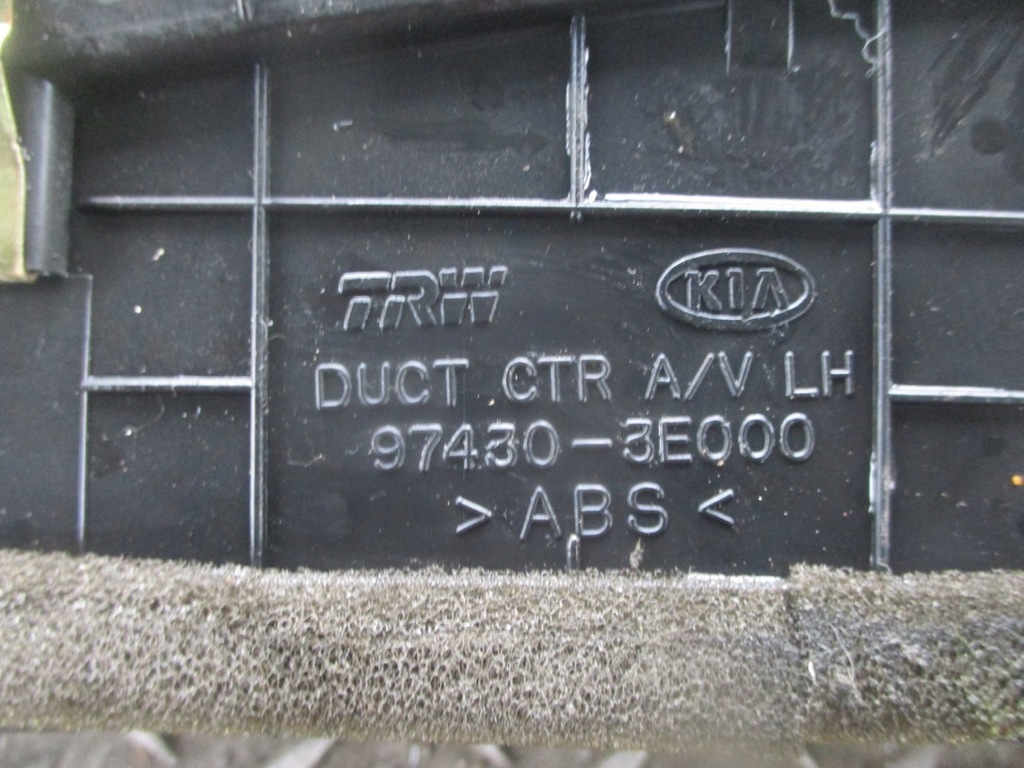 TRW KIA
DUCT CTR A/V LH
97430-3E000
>ABS<